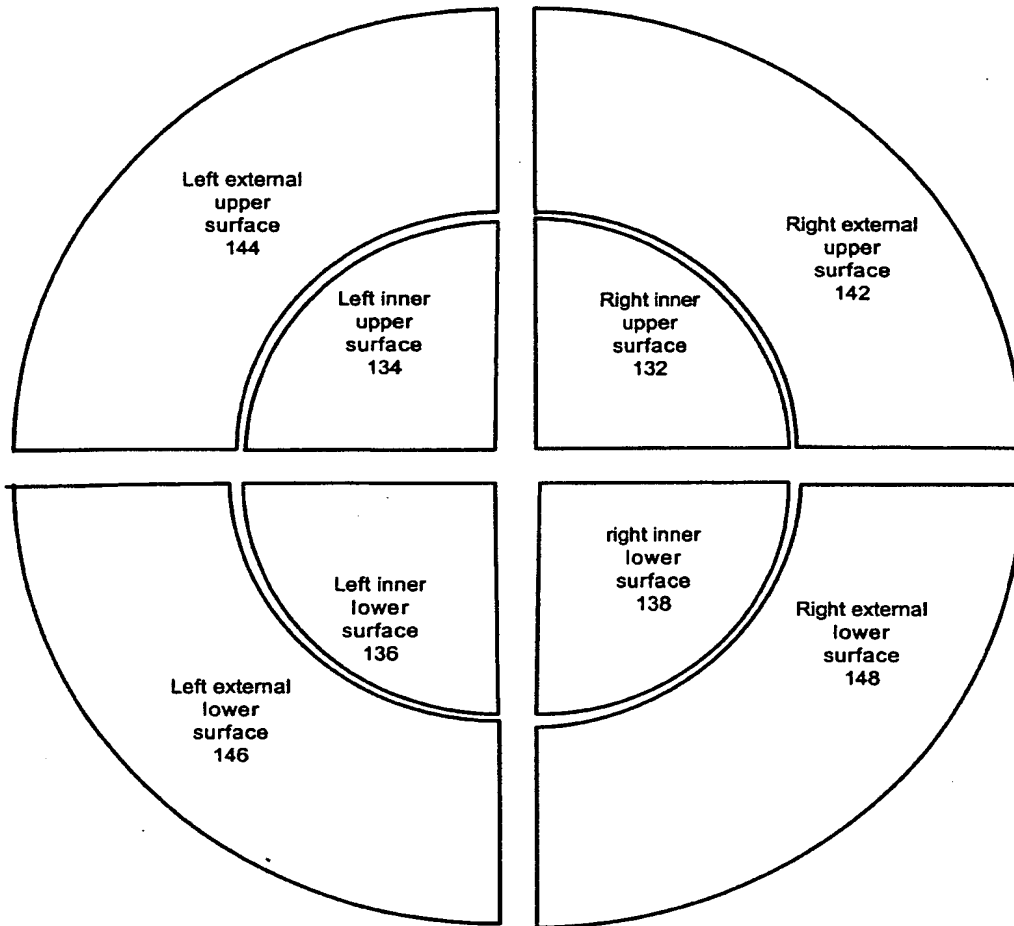 Left external
upper
surface
144
Right external
upper
surface
142
Left inner
upper
surface
134
Right inner
upper
surface
132
Left inner
lower
surface
136
right inner
lower
surface
138
Left external
lower
surface
146
Right external
lower
surface
148